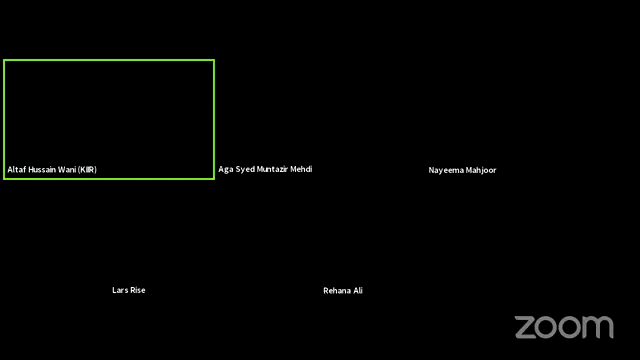 Altaf Hussain Wani (KIIR)
Aga Syed Muntazir Mehdi
Nayeema Mahjoor
Lars Rise
Rehana Ali
zoom